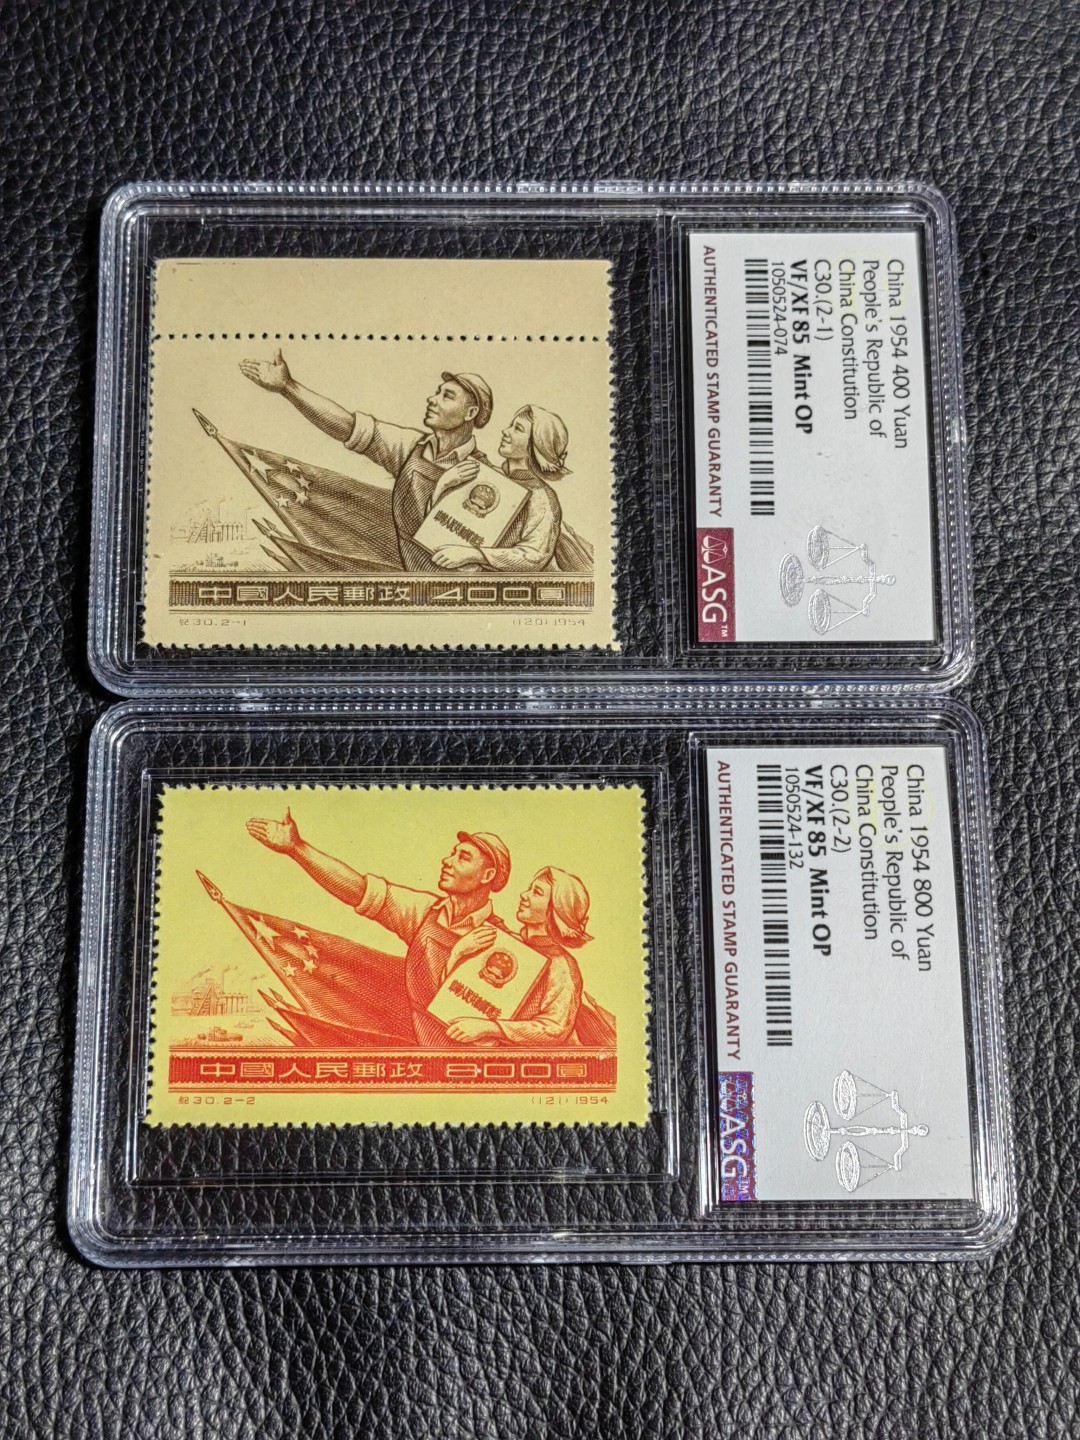 中國人民郵政 400圓
紀30.2-1
(120)1954
China 1954 400 Yuan
People's Republic of
China Constitution
C30.(2-1)
VF/XF 85 Mint OP
1050524-074
AUTHENTICATED STAMP GUARANTY
ASG™
中國人民郵政 800圓
紀30.2-2
(121)1954
China 1954 800 Yuan
People's Republic of
China Constitution
C30.(2-2)
VF/XF 85 Mint OP
1050524-132
AUTHENTICATED STAMP GUARANTY
ASG™